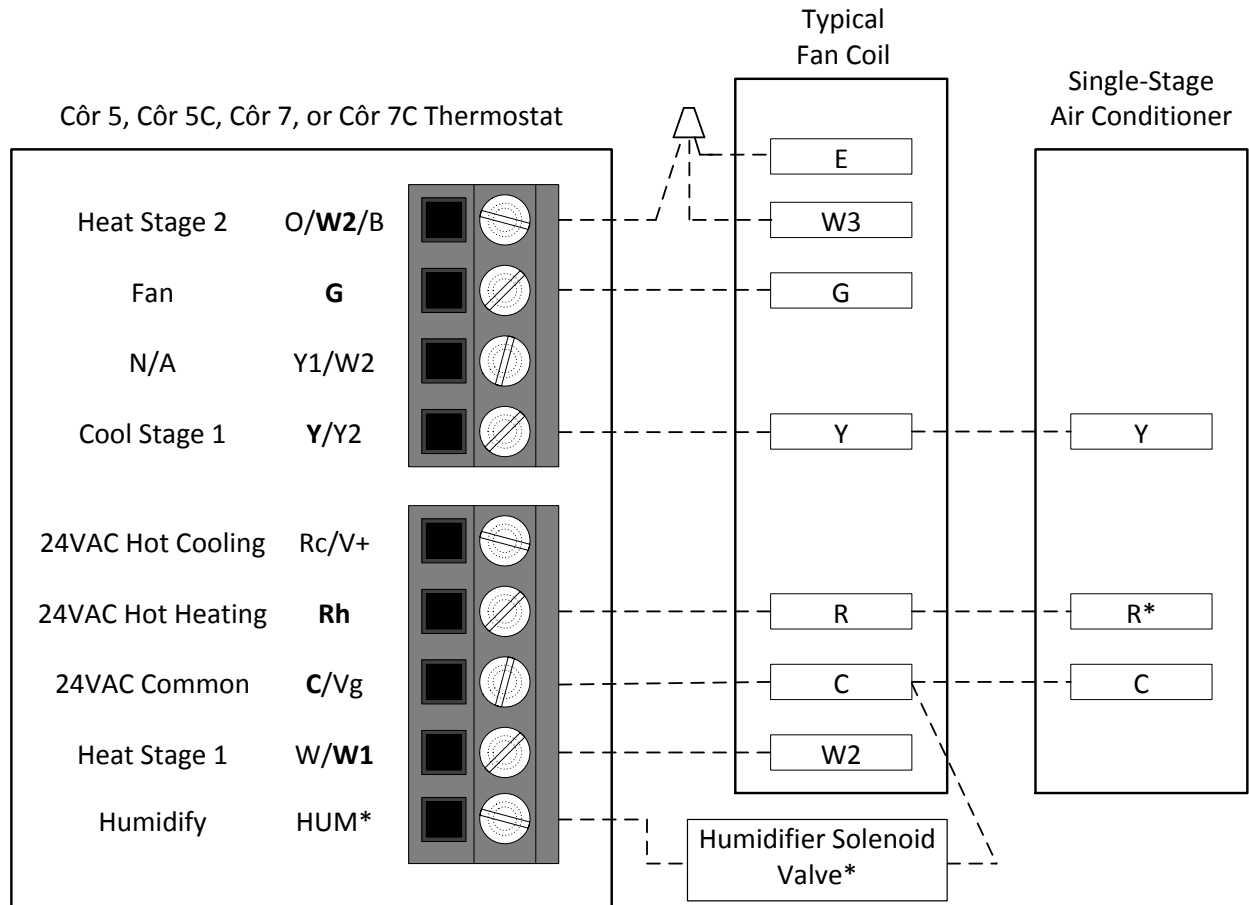 Typical
Fan Coil
Single-Stage
Air Conditioner
Côr 5, Côr 5C, Côr 7, or Côr 7C Thermostat
E
Heat Stage 2 O/W2/B W3
Fan G G
N/A Y1/W2
Cool Stage 1 Y/Y2 Y Y
24VAC Hot Cooling Rc/V+
24VAC Hot Heating Rh R R*
24VAC Common C/Vg C C
Heat Stage 1 W/W1 W2
Humidify HUM*
Humidifier Solenoid
Valve*